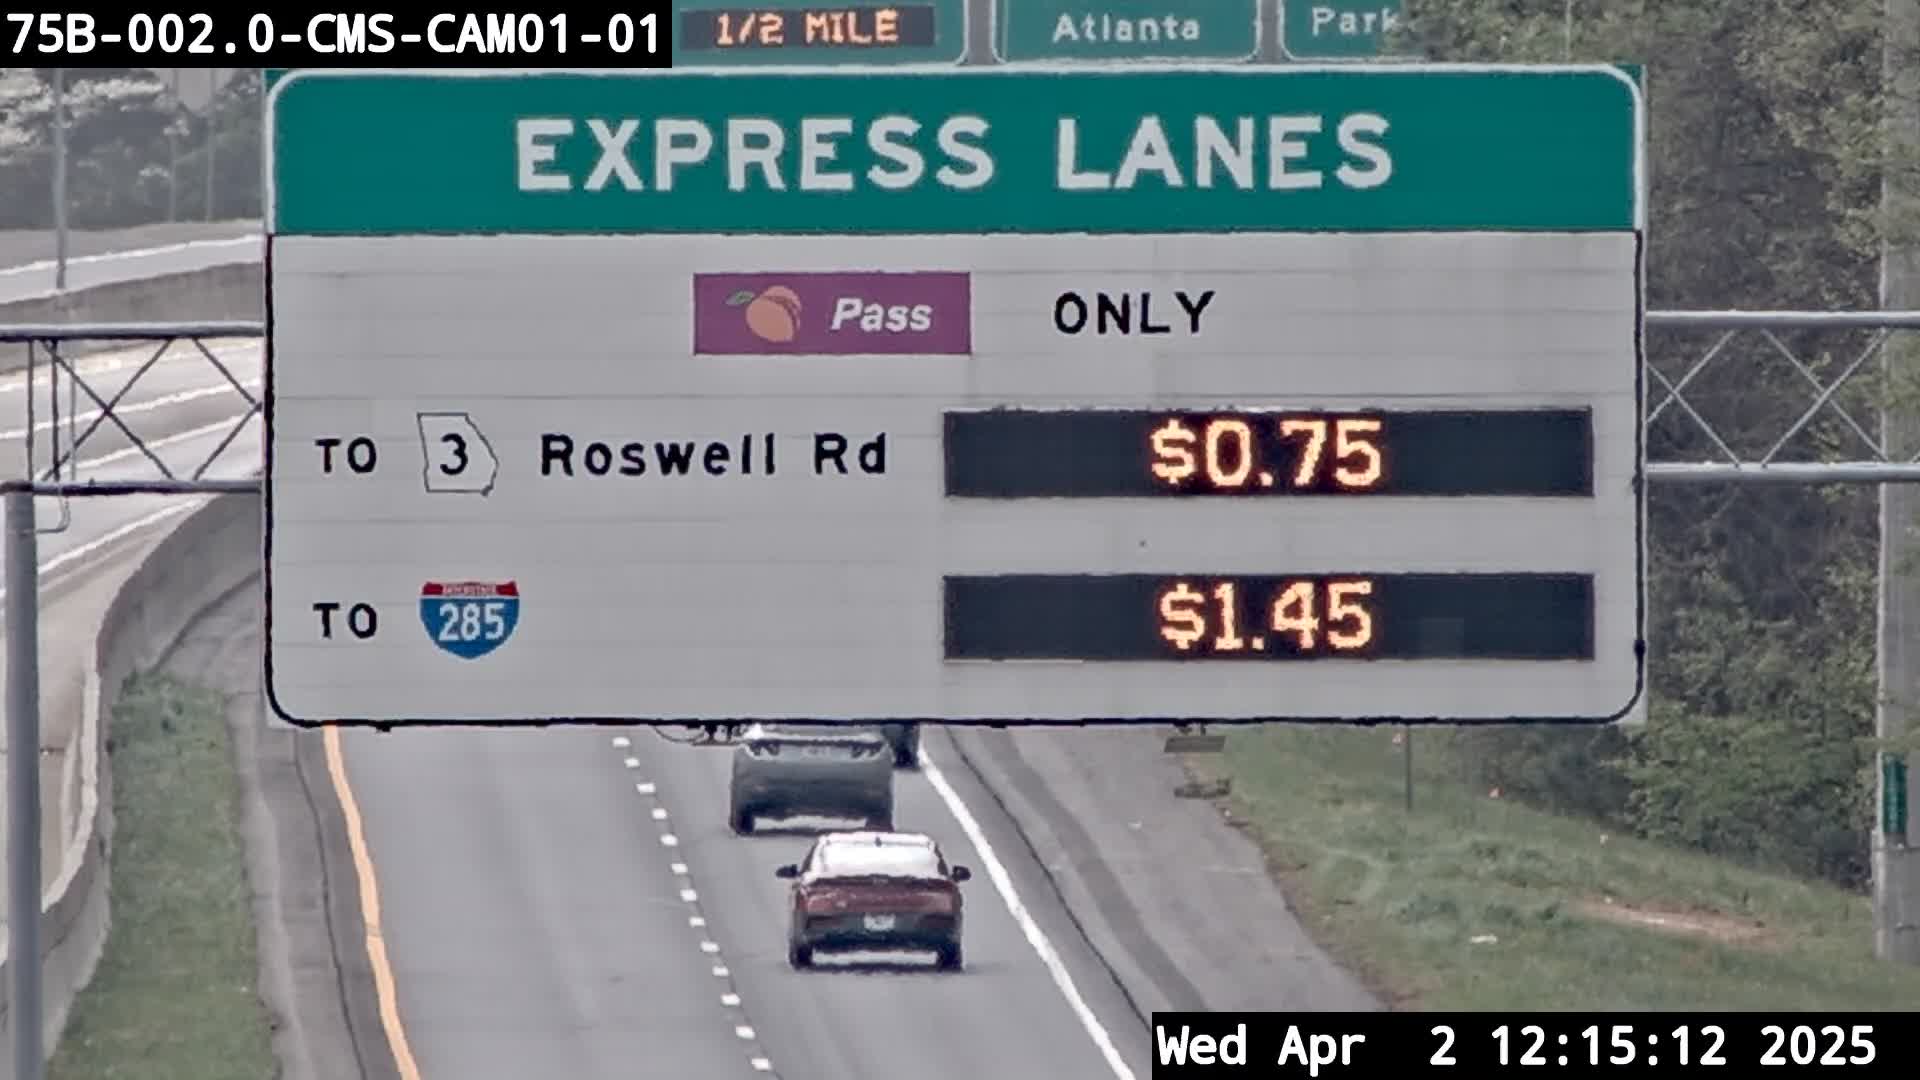 75B-002.0-CMS-CAM01-01
1/2 MILE
Atlanta
Park
EXPRESS LANES
Pass ONLY
TO 3 Roswell Rd $0.75
TO INTERSTATE 285 $1.45
Wed Apr 2 12:15:12 2025